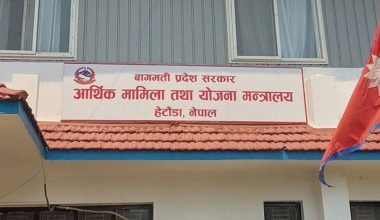 बागमती प्रदेश सरकार
आर्थिक मामिला तथा योजना मन्त्रालय
हेटौंडा, नेपाल